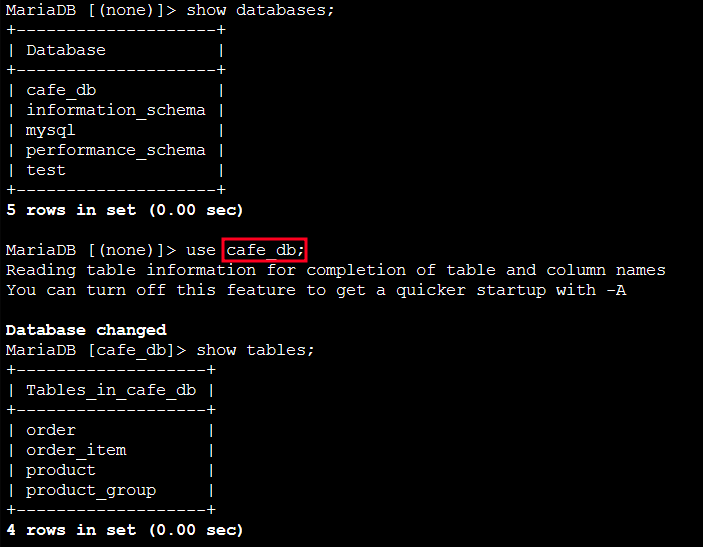 MariaDB [(none)]> show databases;
+--------------------+
| Database           |
+--------------------+
| cafe_db            |
| information_schema |
| mysql              |
| performance_schema |
| test               |
+--------------------+
5 rows in set (0.00 sec)
MariaDB [(none)]> use cafe_db;
Reading table information for completion of table and column names
You can turn off this feature to get a quicker startup with -A
Database changed
MariaDB [cafe_db]> show tables;
+-------------------+
| Tables_in_cafe_db |
+-------------------+
| order             |
| order_item        |
| product           |
| product_group     |
+-------------------+
4 rows in set (0.00 sec)